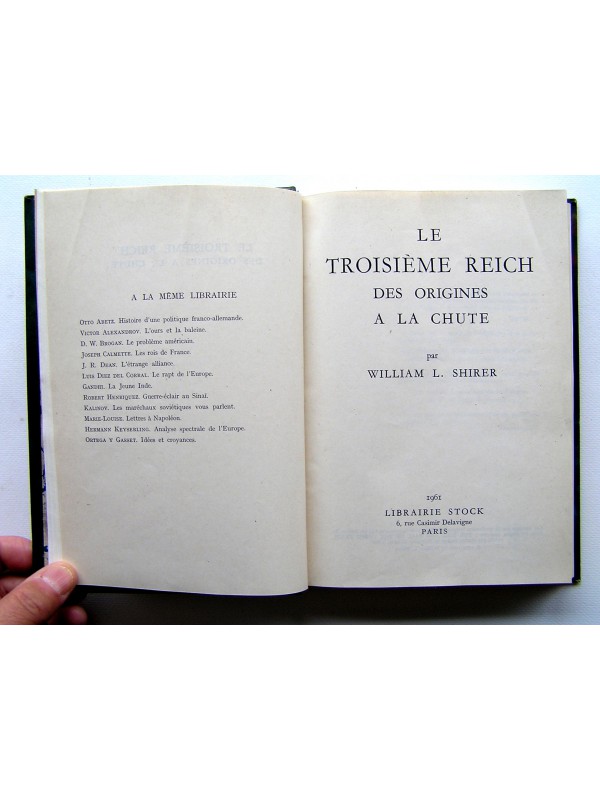 A LA MÊME LIBRAIRIE
OTTO ABETZ. Histoire d'une politique franco-allemande.
VICTOR ALEXANDROV. L'ours et la baleine.
D. W. BROGAN. Le problème américain.
JOSEPH CALMETTE. Les rois de France.
J. R. DEAN. L'étrange alliance.
LUIS DIEZ DEL CORRAL. Le rapt de l'Europe.
GANDHI. La Jeune Inde.
ROBERT HENRIQUEZ. Guerre-éclair au Sinaï.
KALINOV. Les maréchaux soviétiques vous parlent.
MARIE-LOUISE. Lettres à Napoléon.
HERMANN KEYSERLING. Analyse spectrale de l'Europe.
ORTEGA Y GASSET. Idées et croyances.
LE
TROISIÈME REICH
DES ORIGINES
A LA CHUTE
par
WILLIAM L. SHIRER
1961
LIBRAIRIE STOCK
6, rue Casimir Delavigne
PARIS